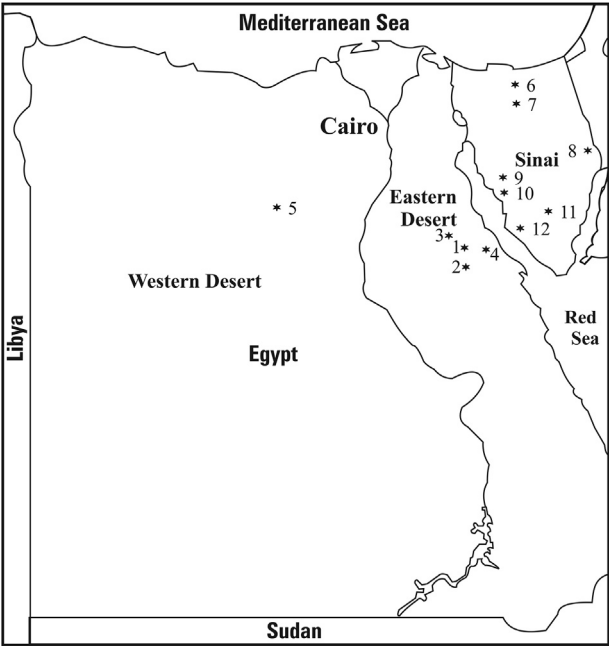 Mediterranean Sea
6
7
Cairo
8
Sinai
9
10
Eastern
Desert
5
11
3
12
1
4
2
Western Desert
Red
Sea
Libya
Egypt
Sudan